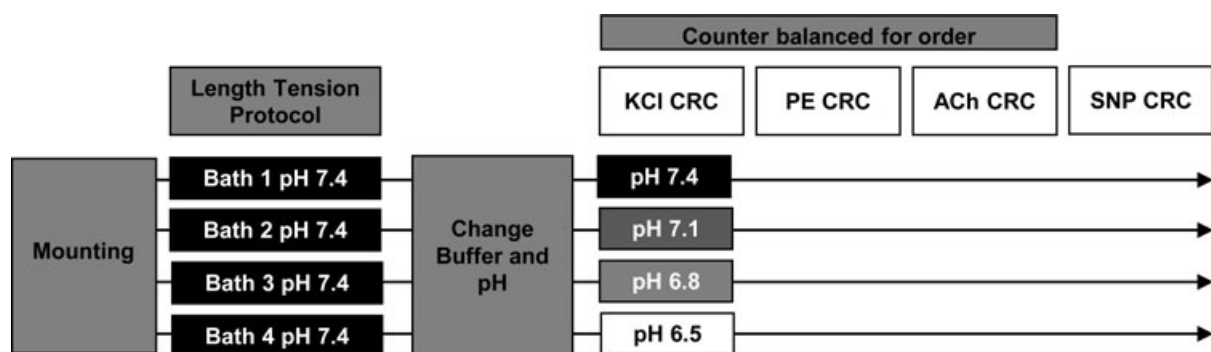 Counter balanced for order
Length Tension
Protocol
KCl CRC
PE CRC
ACh CRC
SNP CRC
Mounting
Bath 1 pH 7.4
Bath 2 pH 7.4
Bath 3 pH 7.4
Bath 4 pH 7.4
Change
Buffer and
pH
pH 7.4
pH 7.1
pH 6.8
pH 6.5